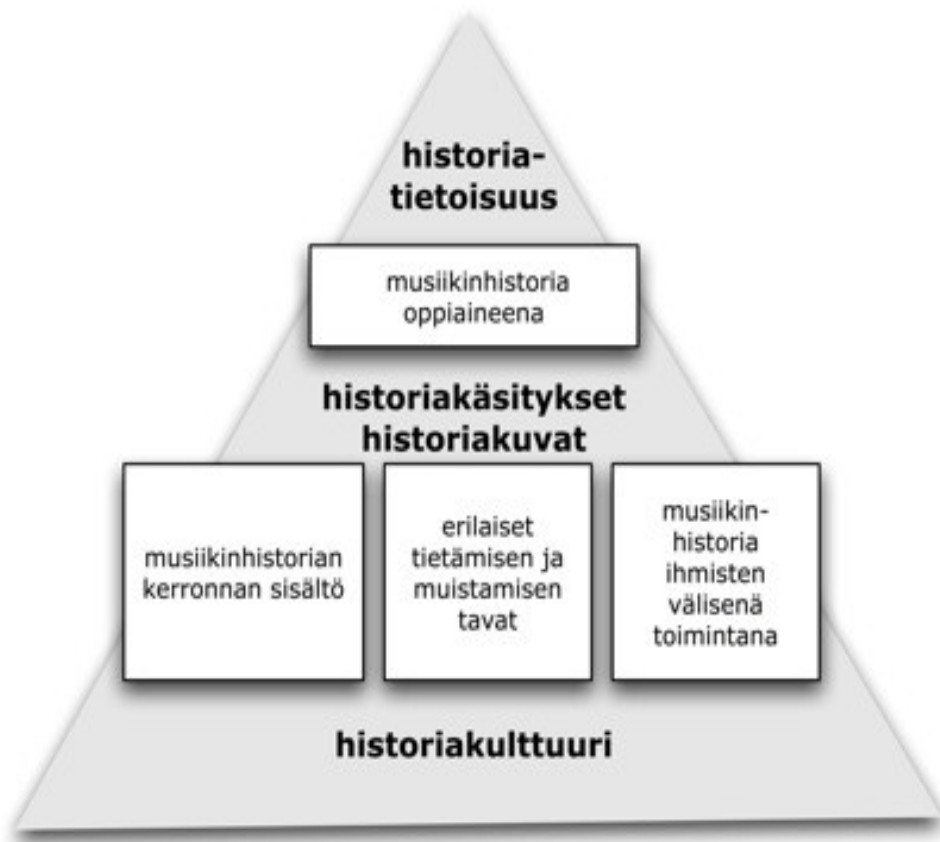 historia-
tietoisuus
musiikinhistoria
oppiaineena
historiakäsitykset
historiakuvat
musiikinhistorian
kerronnan sisältö
erilaiset
tietämisen ja
muistamisen
tavat
musiikin-
historia
ihmisten
välisenä
toimintana
historiakulttuuri